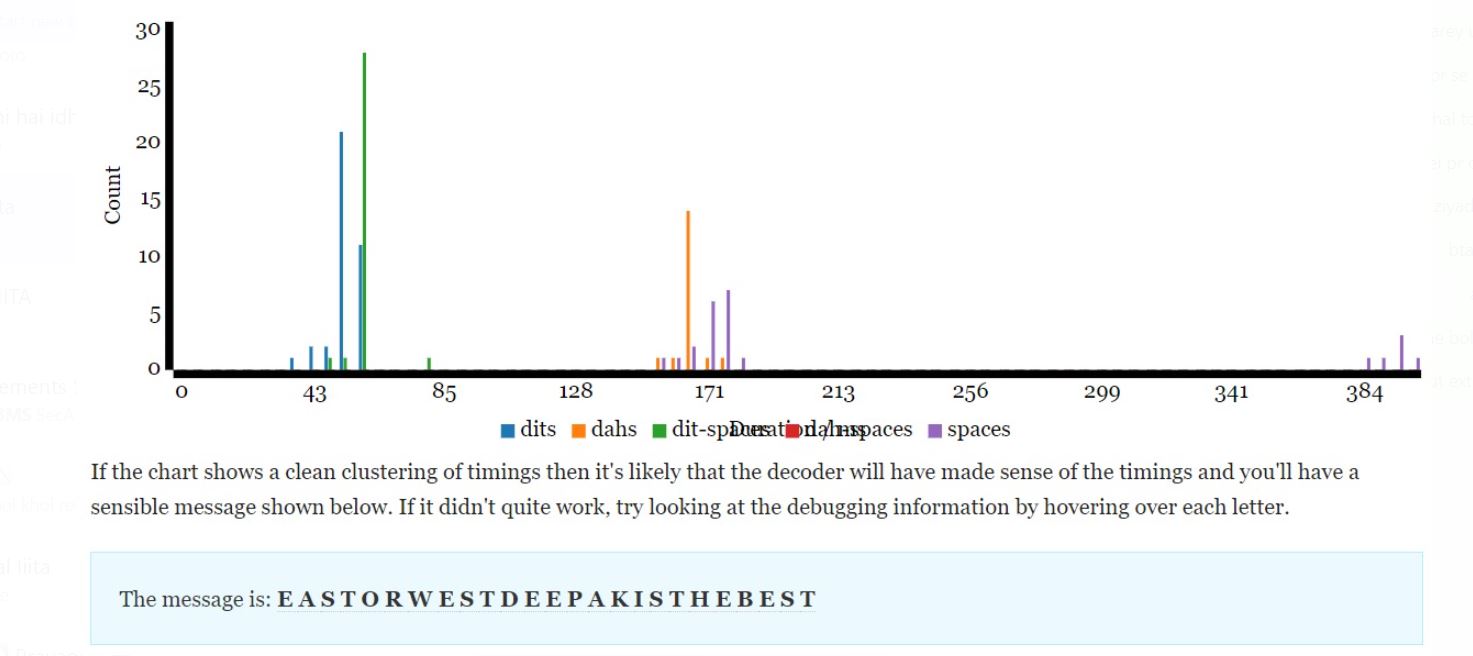 30
25
20
15
10
5
0
Count
0 43 85 128 171 213 256 299 341 384
dits dahs dit-spaces Duration / ms dah-spaces spaces
If the chart shows a clean clustering of timings then it's likely that the decoder will have made sense of the timings and you'll have a
sensible message shown below. If it didn't quite work, try looking at the debugging information by hovering over each letter.
The message is: E A S T O R W E S T D E E P A K I S T H E B E S T